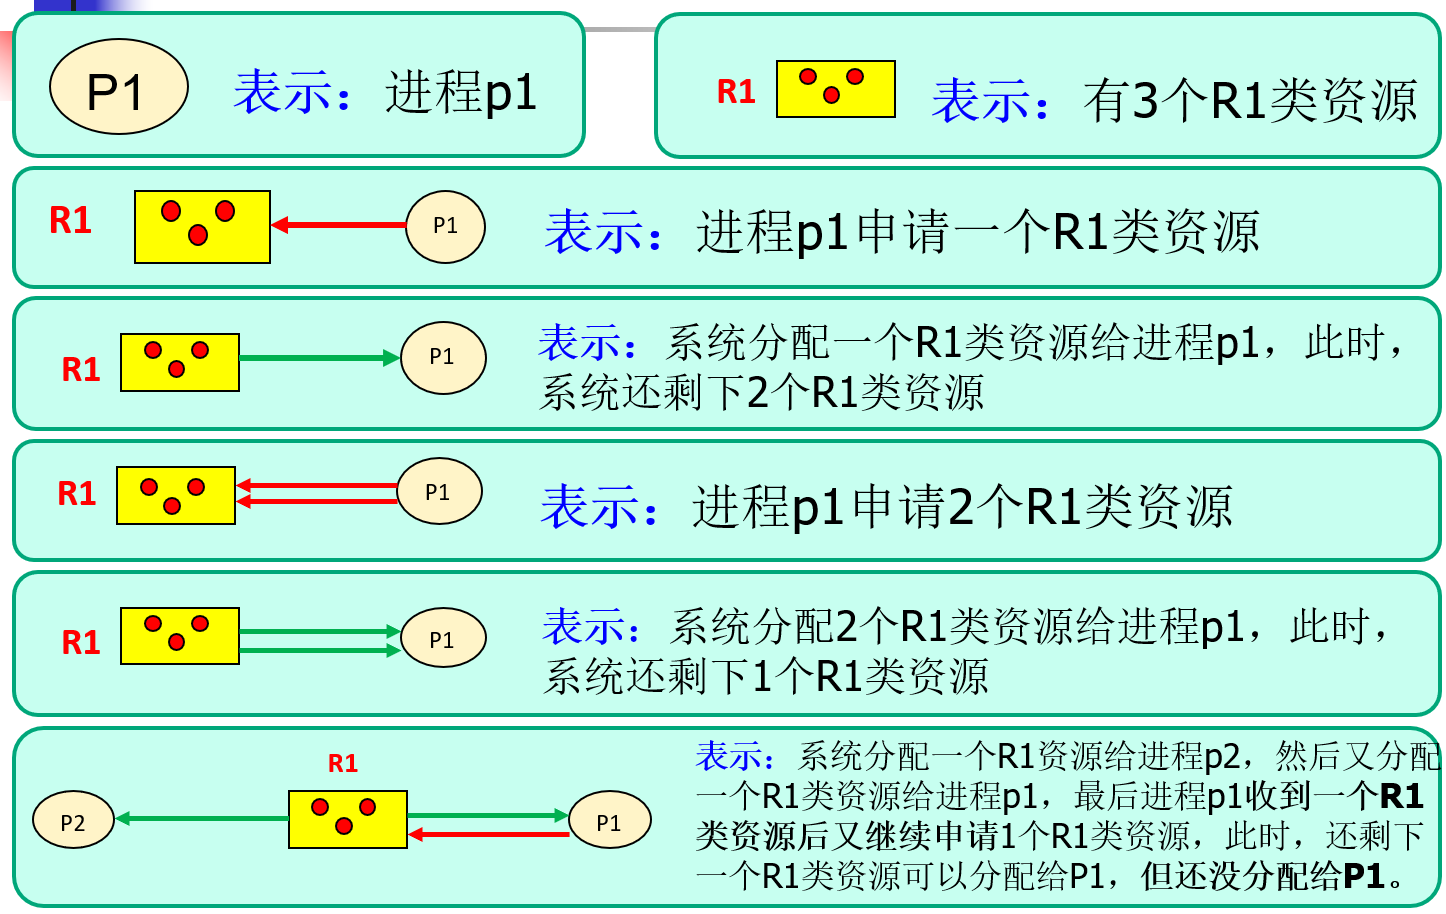 P1
表示：进程p1
R1
表示：有3个R1类资源
R1
P1
表示：进程p1申请一个R1类资源
R1
P1
表示：系统分配一个R1类资源给进程p1，此时，
系统还剩下2个R1类资源
R1
P1
表示：进程p1申请2个R1类资源
R1
P1
表示：系统分配2个R1类资源给进程p1，此时，
系统还剩下1个R1类资源
R1
P2
P1
表示：系统分配一个R1资源给进程p2，然后又分配
一个R1类资源给进程p1，最后进程p1收到一个R1
类资源后又继续申请1个R1类资源，此时，还剩下
一个R1类资源可以分配给P1，但还没分配给P1。